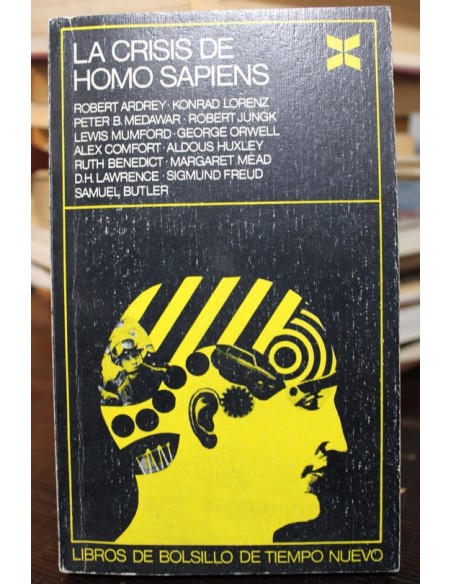 LA CRISIS DE
HOMO SAPIENS
ROBERT ARDREY · KONRAD LORENZ
PETER B. MEDAWAR · ROBERT JUNGK
LEWIS MUMFORD · GEORGE ORWELL
ALEX COMFORT · ALDOUS HUXLEY
RUTH BENEDICT · MARGARET MEAD
D.H. LAWRENCE · SIGMUND FREUD
SAMUEL BUTLER
LIBROS DE BOLSILLO DE TIEMPO NUEVO